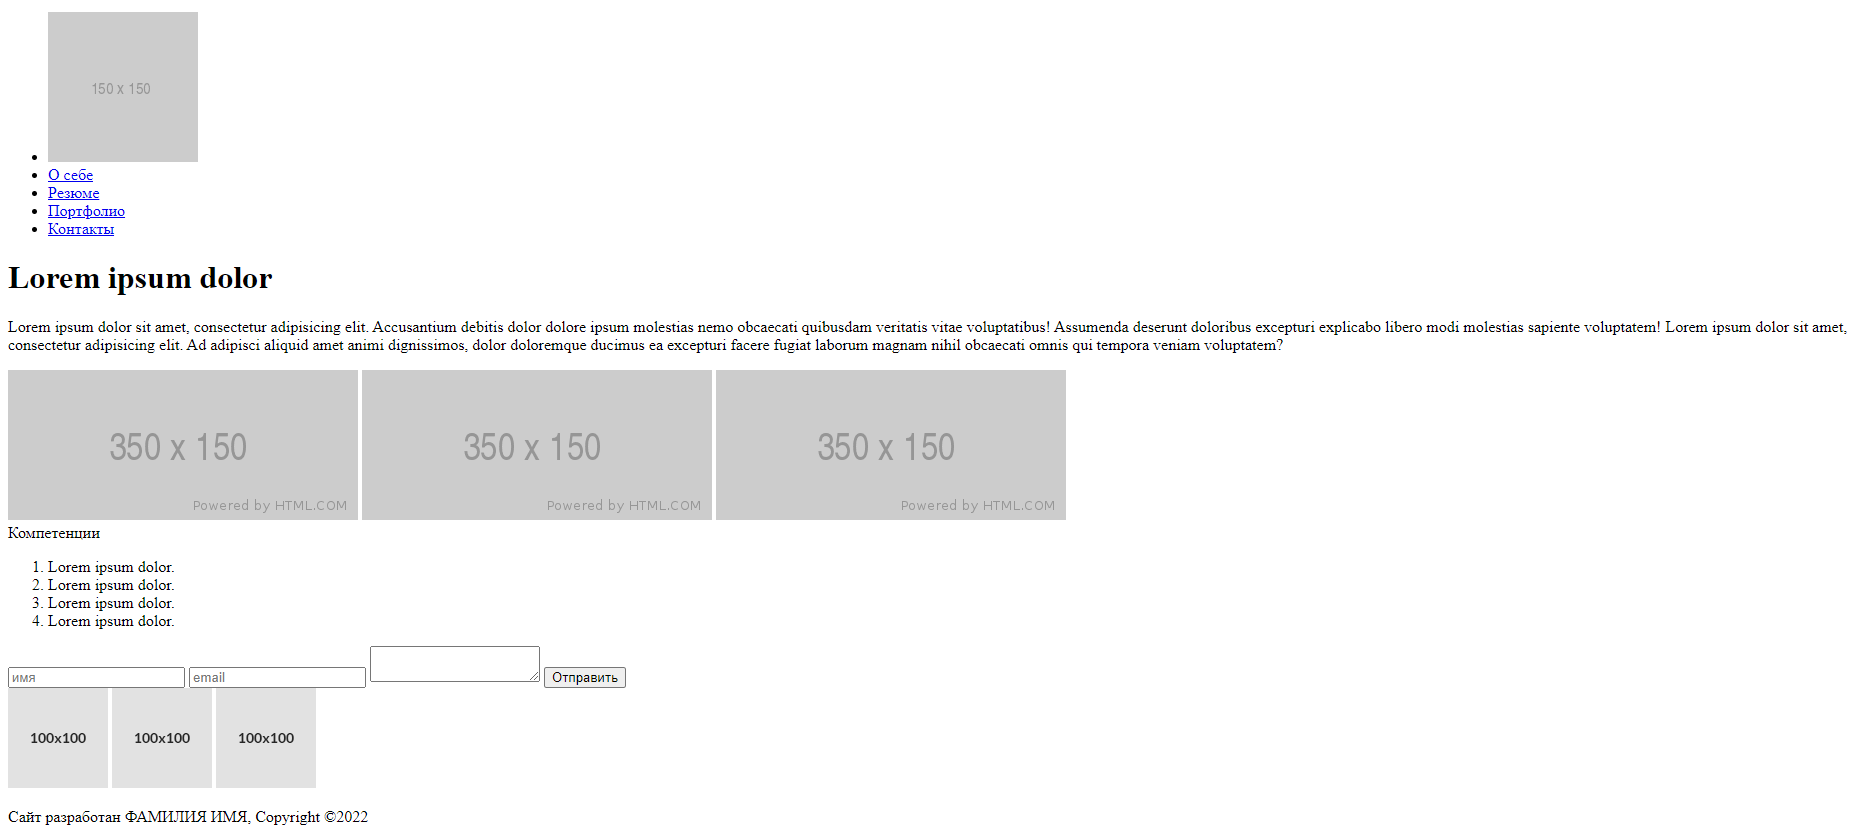 150 x 150
О себе
Резюме
Портфолио
Контакты
Lorem ipsum dolor
Lorem ipsum dolor sit amet, consectetur adipisicing elit. Accusantium debitis dolor dolore ipsum molestias nemo obcaecati quibusdam veritatis vitae voluptatibus! Assumenda deserunt doloribus excepturi explicabo libero modi molestias sapiente voluptatem! Lorem ipsum dolor sit amet,
consectetur adipisicing elit. Ad adipisci aliquid amet animi dignissimos, dolor doloremque ducimus ea excepturi facere fugiat laborum magnam nihil obcaecati omnis qui tempora veniam voluptatem?
350 x 150 350 x 150 350 x 150
Powered by HTML.COM Powered by HTML.COM Powered by HTML.COM
Компетенции
1. Lorem ipsum dolor.
2. Lorem ipsum dolor.
3. Lorem ipsum dolor.
4. Lorem ipsum dolor.
имя email Отправить
100x100 100x100 100x100
Сайт разработан ФАМИЛИЯ ИМЯ, Copyright ©2022